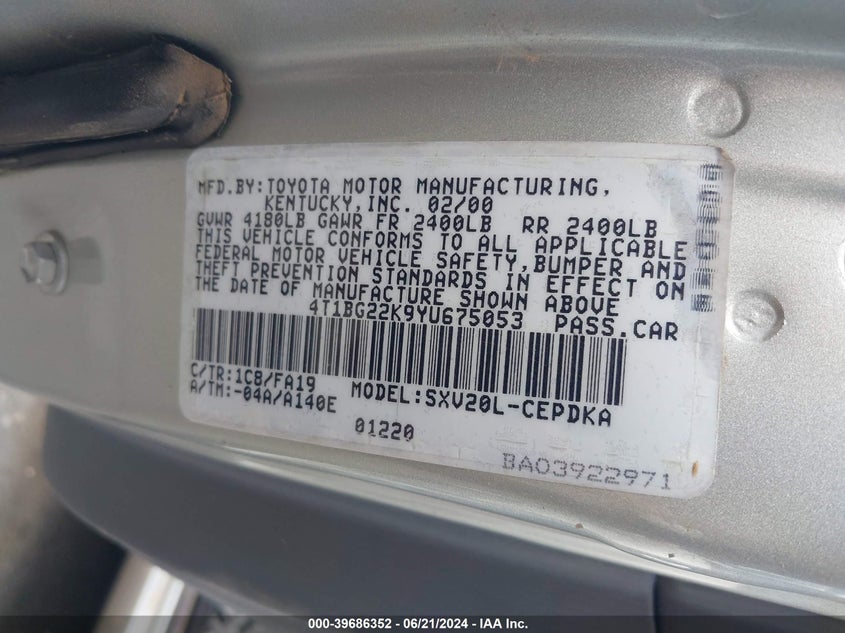 MFD.BY:TOYOTA MOTOR MANUFACTURING,
KENTUCKY,INC. 02/00
GVWR 4180LB GAWR FR 2400LB RR 2400LB
THIS VEHICLE CONFORMS TO ALL APPLICABLE
FEDERAL MOTOR VEHICLE SAFETY,BUMPER AND
THEFT PREVENTION STANDARDS IN EFFECT ON
THE DATE OF MANUFACTURE SHOWN ABOVE
4T1BG22K9YU675053 PASS.CAR
C/TR:1C8/FA19
A/TM:-04A/A140E MODEL:SXV20L-CEPDKA
01220
BA03922971
000-39686352 - 06/21/2024 - IAA Inc.